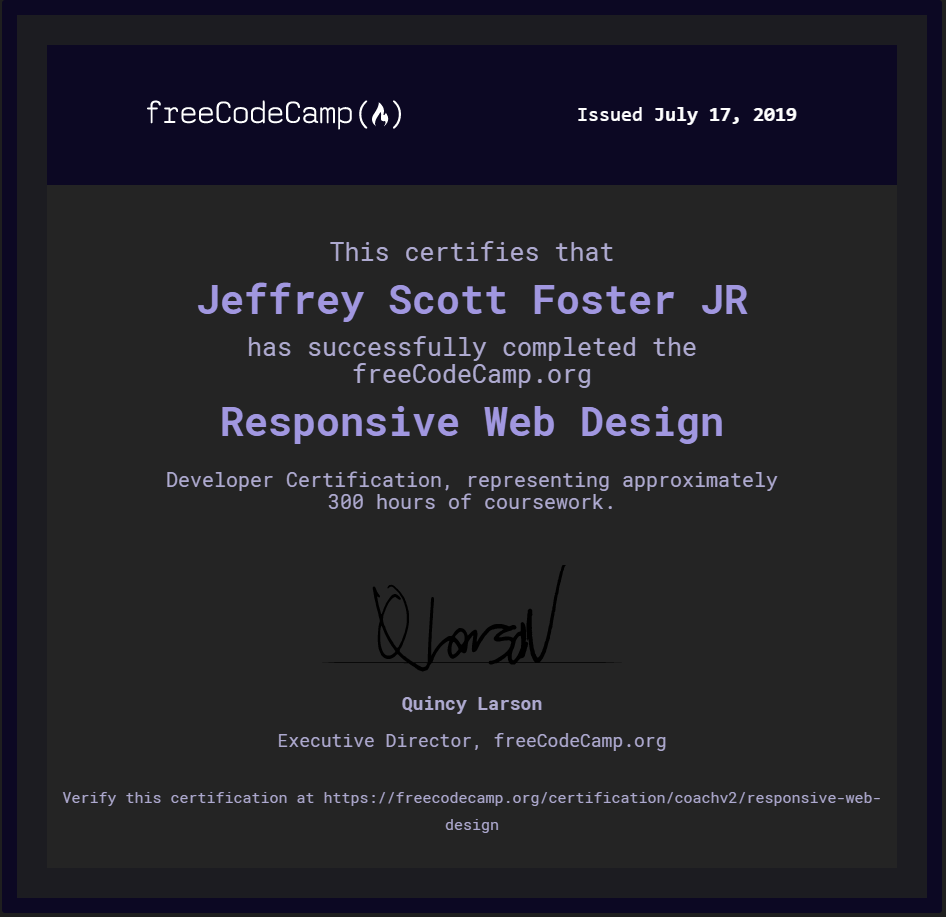 freeCodeCamp(🔥)
Issued July 17, 2019
This certifies that
Jeffrey Scott Foster JR
has successfully completed the
freeCodeCamp.org
Responsive Web Design
Developer Certification, representing approximately
300 hours of coursework.
Q Larson
Quincy Larson
Executive Director, freeCodeCamp.org
Verify this certification at https://freecodecamp.org/certification/coachv2/responsive-web-
design